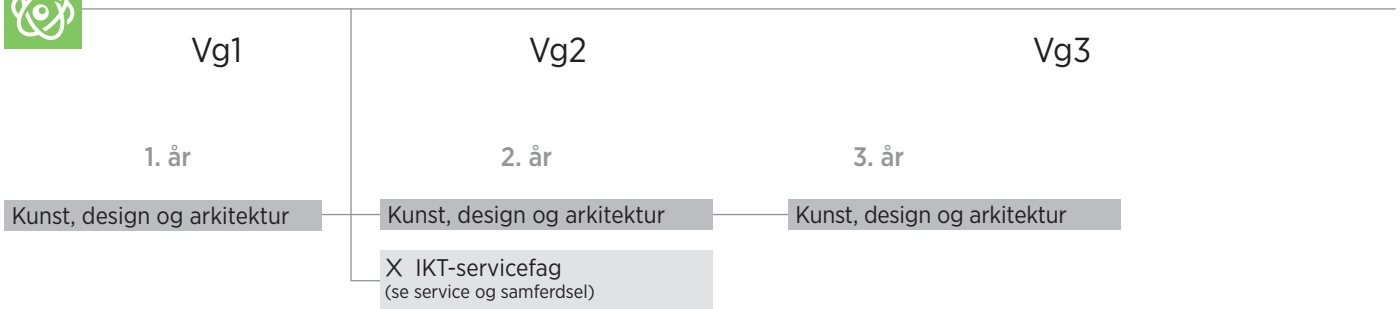 Vg1
Vg2
Vg3
1. år
2. år
3. år
Kunst, design og arkitektur
Kunst, design og arkitektur
Kunst, design og arkitektur
X IKT-servicefag
(se service og samferdsel)